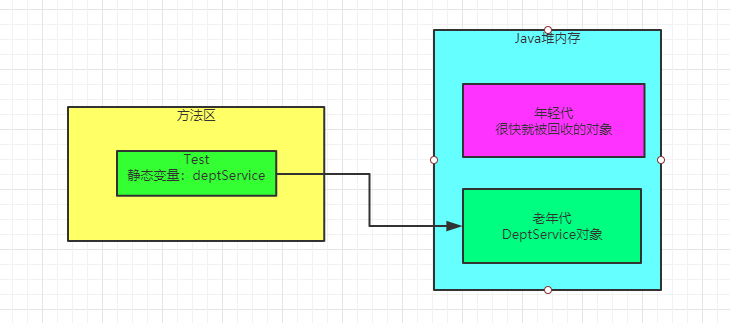 方法区
Test
静态变量：deptService
Java堆内存
年轻代
很快就被回收的对象
老年代
DeptService对象